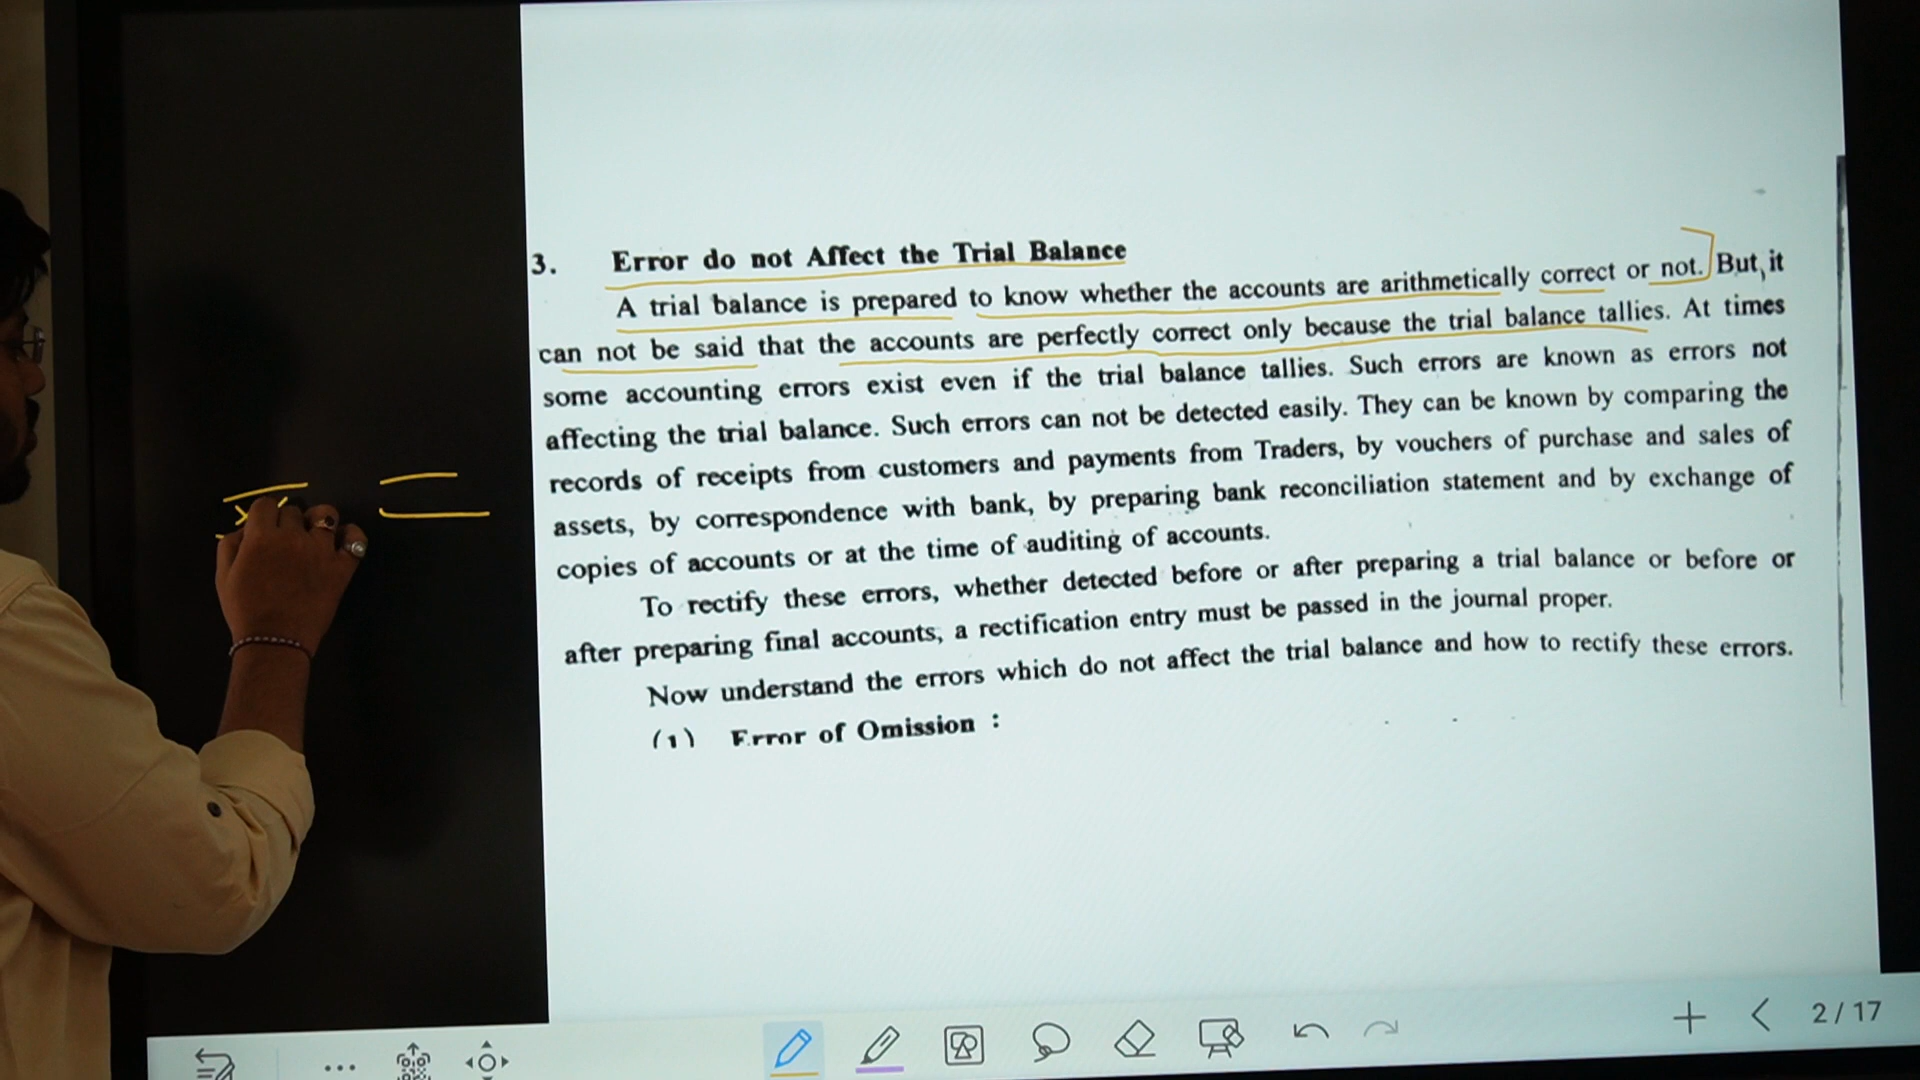 3. Error do not Affect the Trial Balance
A trial balance is prepared to know whether the accounts are arithmetically correct or not. But, it
can not be said that the accounts are perfectly correct only because the trial balance tallies. At times
some accounting errors exist even if the trial balance tallies. Such errors are known as errors not
affecting the trial balance. Such errors can not be detected easily. They can be known by comparing the
records of receipts from customers and payments from Traders, by vouchers of purchase and sales of
assets, by correspondence with bank, by preparing bank reconciliation statement and by exchange of
copies of accounts or at the time of auditing of accounts.
To rectify these errors, whether detected before or after preparing a trial balance or before or
after preparing final accounts, a rectification entry must be passed in the journal proper.
Now understand the errors which do not affect the trial balance and how to rectify these errors.
(1) Error of Omission :
2 / 17